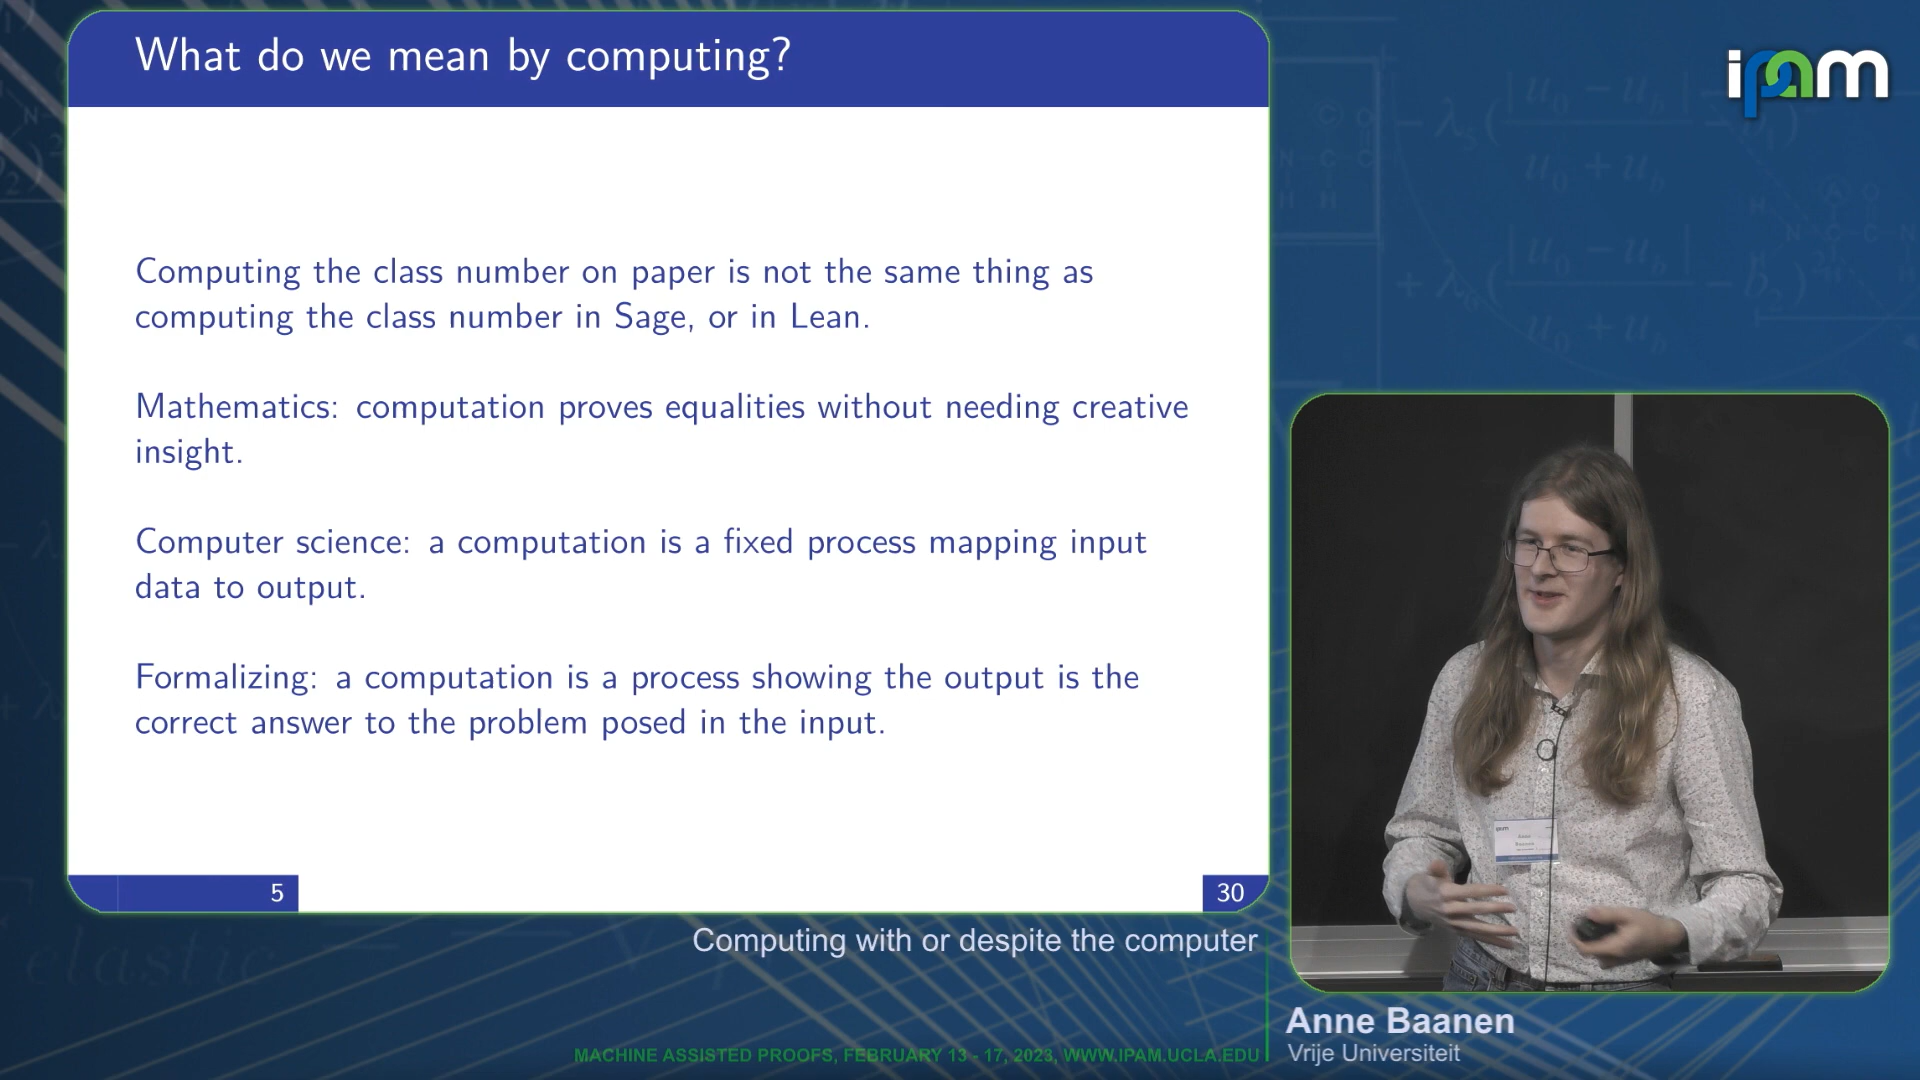 What do we mean by computing?
ipam
Computing the class number on paper is not the same thing as
computing the class number in Sage, or in Lean.
Mathematics: computation proves equalities without needing creative
insight.
Computer science: a computation is a fixed process mapping input
data to output.
Formalizing: a computation is a process showing the output is the
correct answer to the problem posed in the input.
5
30
Computing with or despite the computer
Anne Baanen
Vrije Universiteit
MACHINE ASSISTED PROOFS, FEBRUARY 13 - 17, 2023, WWW.IPAM.UCLA.EDU
elastic